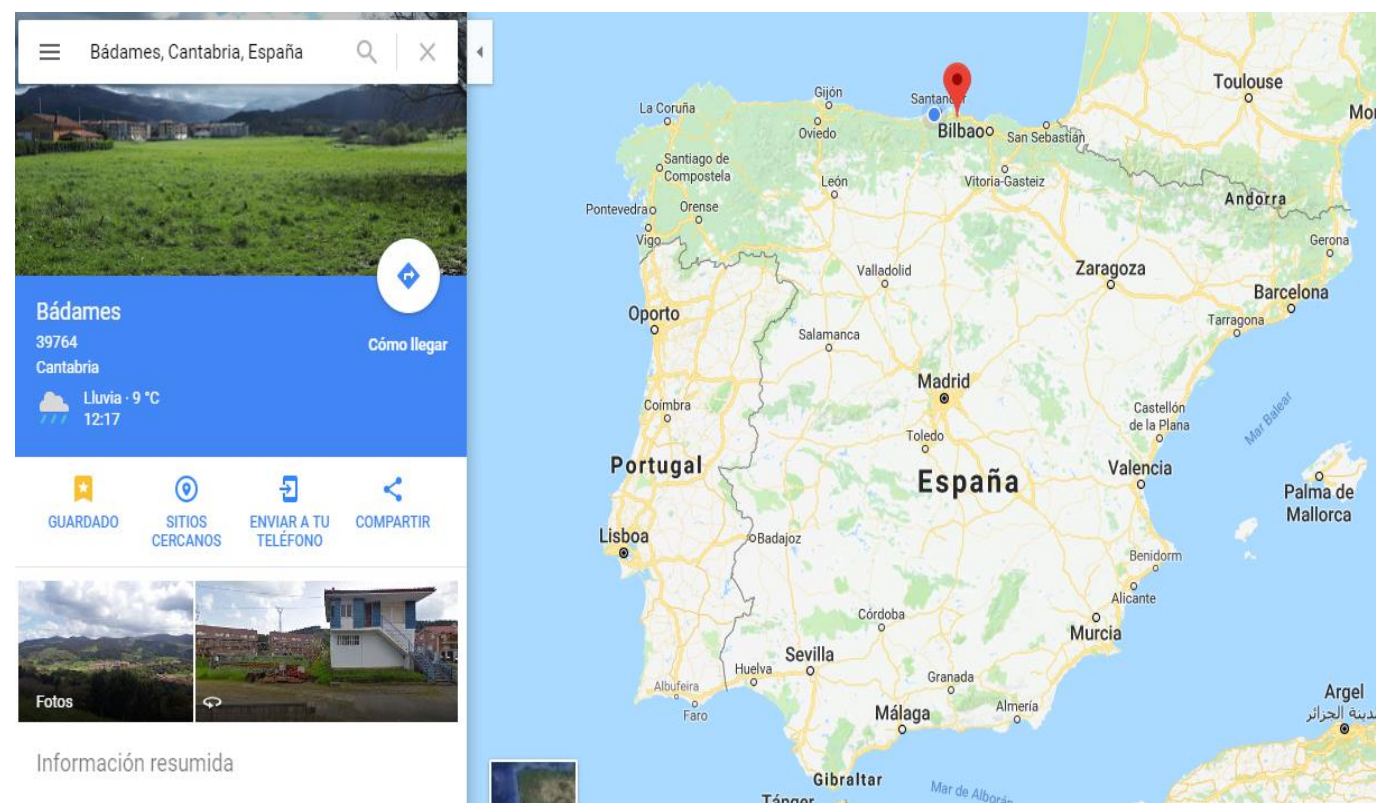 Bádames, Cantabria, España
Bádames
39764
Cantabria
Cómo llegar
Lluvia · 9 °C
12:17
GUARDADO
SITIOS
CERCANOS
ENVIAR A TU
TELÉFONO
COMPARTIR
Fotos
Información resumida
Toulouse
Gijón
La Coruña
Santander
Oviedo
Bilbao
San Sebastián
Santiago de
Compostela
León
Vitoria-Gasteiz
Andorra
Pontevedra
Orense
Vigo
Gerona
Valladolid
Zaragoza
Barcelona
Oporto
Tarragona
Salamanca
Madrid
Coímbra
Castellón
de la Plana
Mar Balear
Toledo
Portugal
España
Valencia
Palma de
Mallorca
Lisboa
Badajoz
Benidorm
Alicante
Córdoba
Murcia
Sevilla
Huelva
Granada
Albufeira
Faro
Málaga
Almería
Argel
مدينة الجزائر
Gibraltar
Mar de Alborán
Tánger